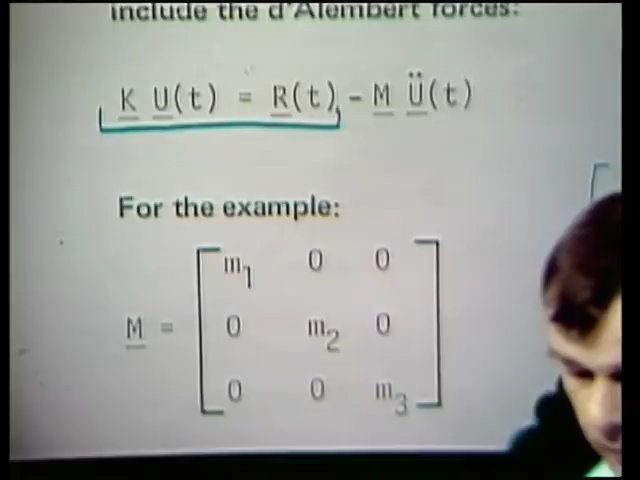 include the d'Alembert forces:
K U(t) = R(t) - M Ü(t)
For the example:
m1 0 0
M = 0 m2 0
0 0 m3